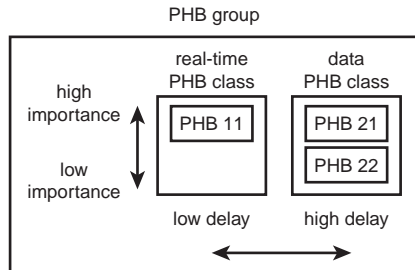 PHB group
real-time
PHB class
data
PHB class
high
importance
low
importance
PHB 11
PHB 21
PHB 22
low delay
high delay